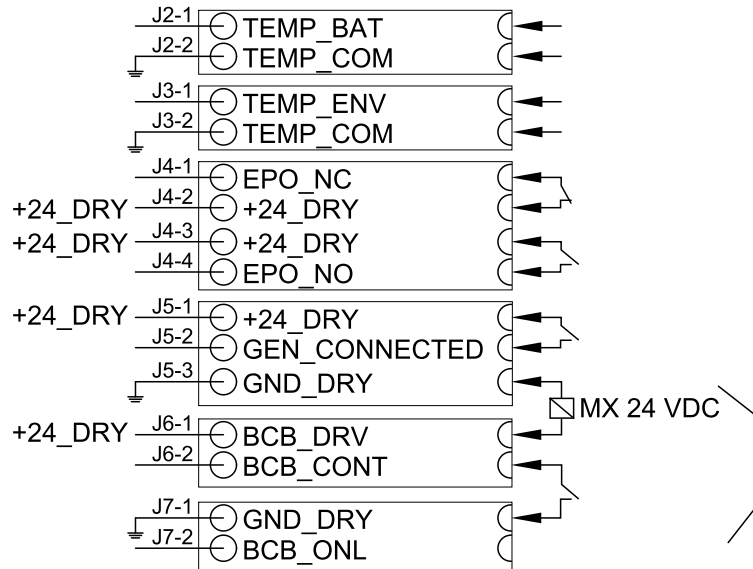 J2-1 TEMP_BAT
J2-2 TEMP_COM
J3-1 TEMP_ENV
J3-2 TEMP_COM
J4-1 EPO_NC
+24_DRY J4-2 +24_DRY
+24_DRY J4-3 +24_DRY
J4-4 EPO_NO
+24_DRY J5-1 +24_DRY
J5-2 GEN_CONNECTED
J5-3 GND_DRY
MX 24 VDC
+24_DRY J6-1 BCB_DRV
J6-2 BCB_CONT
J7-1 GND_DRY
J7-2 BCB_ONL